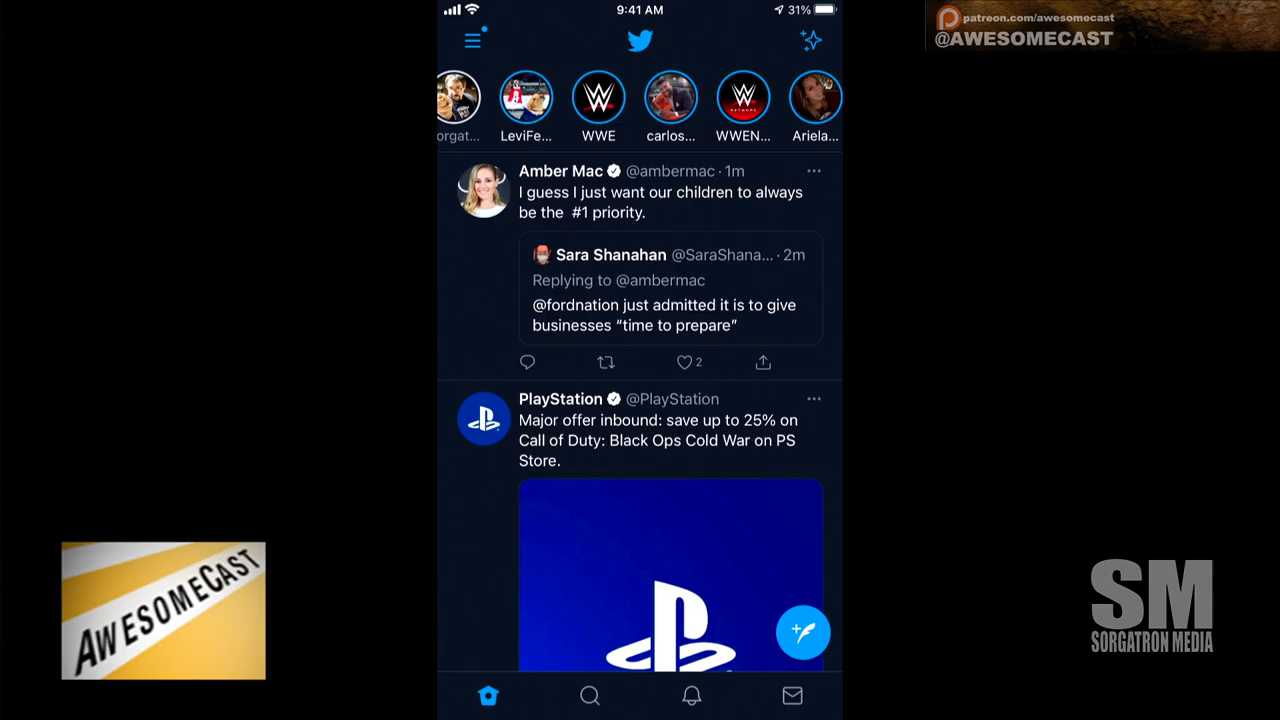 9:41 AM
31%
patreon.com/awesomecast
@AWESOMECAST
orgat...
LeviFe...
WWE
carlos...
WWEN...
Ariela...
Amber Mac @ambermac · 1m
I guess I just want our children to always
be the #1 priority.
Sara Shanahan @SaraShana... · 2m
Replying to @ambermac
@fordnation just admitted it is to give
businesses “time to prepare”
2
PlayStation @PlayStation
Major offer inbound: save up to 25% on
Call of Duty: Black Ops Cold War on PS
Store.
AWESOMECAST
SM
SORGATRON MEDIA